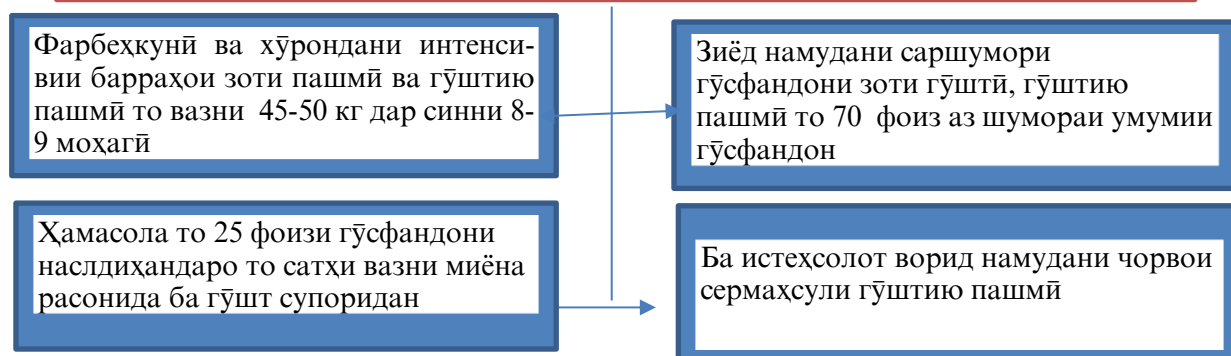 Фарбеҳкунӣ ва хӯрондани интенси-
вии барраҳои зоти пашмӣ ва гӯштию
пашмӣ то вазни 45-50 кг дар синни 8-
9 моҳагӣ
Зиёд намудани саршумори
гӯсфандони зоти гӯштӣ, гӯштию
пашмӣ то 70 фоиз аз шумораи умумии
гӯсфандон
Ҳамасола то 25 фоизи гӯсфандони
наслдиҳандаро то сатҳи вазни миёна
расонида ба гӯшт супоридан
Ба истеҳсолот ворид намудани чорвои
сермаҳсули гӯштию пашмӣ